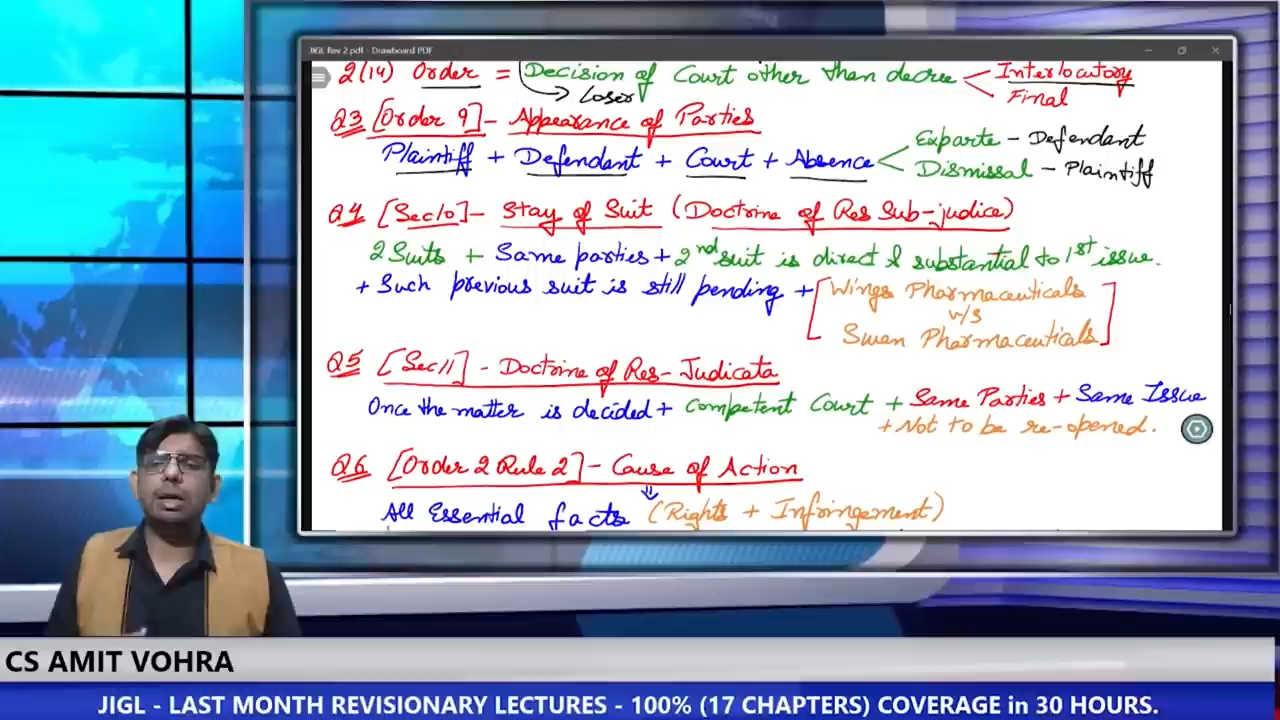 JIGL Rev 2.pdf - Drawboard PDF
2(14) Order = Decision of Court other than decree
Interlocutory
Final
Loser
Q3 [Order 9] - Appearance of Parties
Plaintiff + Defendant + Court + Absence
Exparte - Defendant
Dismissal - Plaintiff
Q4 [Sec10] - Stay of Suit (Doctrine of Res Sub-judice)
2 Suits + Same parties + 2nd suit is direct & substantial to 1st issue.
+ Such previous suit is still pending + [Wings Pharmaceuticals
v/s
Swan Pharmaceuticals]
Q5 [Sec11] - Doctrine of Res-Judicata
Once the matter is decided + Competent Court + Same Parties + Same Issue
+ Not to be re-opened.
Q6 [Order 2 Rule 2] - Cause of Action
All Essential facts (Rights + Infringement)
CS AMIT VOHRA
JIGL - LAST MONTH REVISIONARY LECTURES - 100% (17 CHAPTERS) COVERAGE in 30 HOURS.